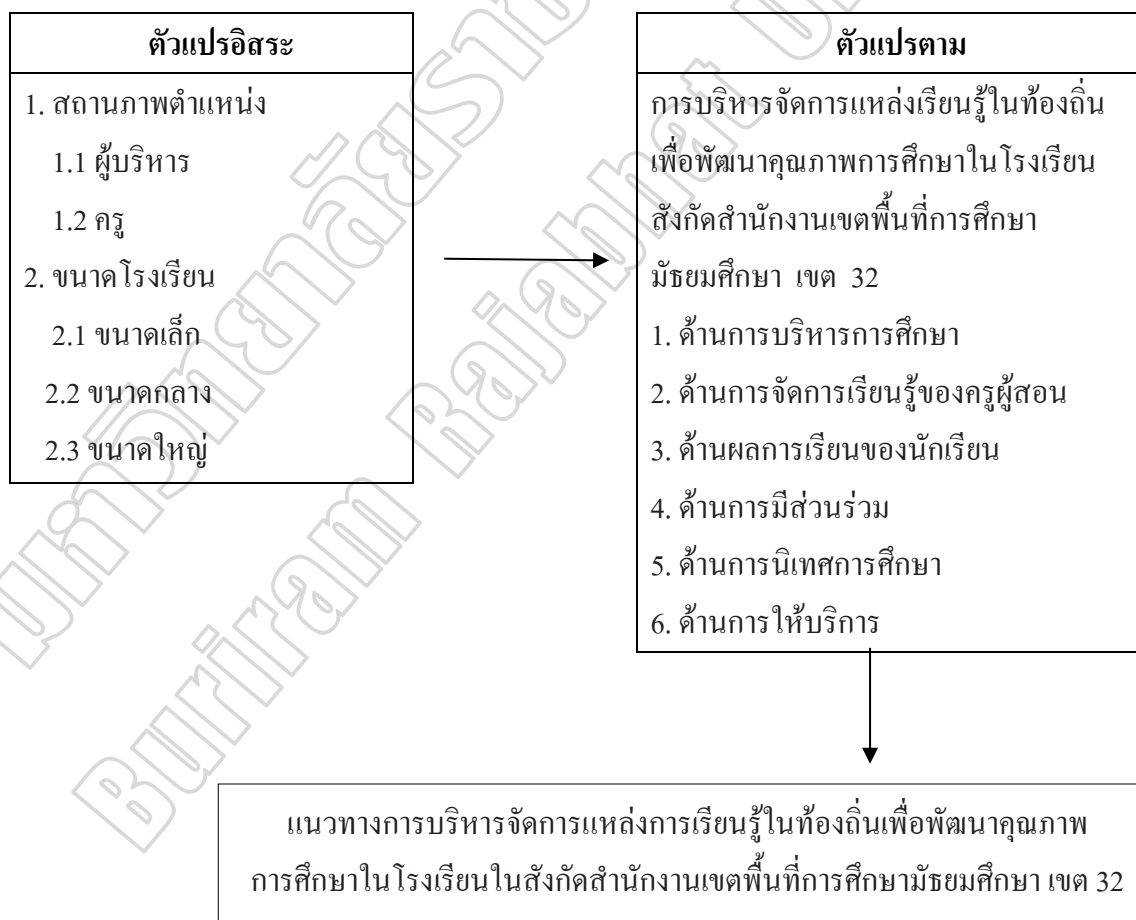 ตัวแปรอิสระ
1. สถานภาพตำแหน่ง
1.1 ผู้บริหาร
1.2 ครู
2. ขนาดโรงเรียน
2.1 ขนาดเล็ก
2.2 ขนาดกลาง
2.3 ขนาดใหญ่
ตัวแปรตาม
การบริหารจัดการแหล่งเรียนรู้ในท้องถิ่น
เพื่อพัฒนาคุณภาพการศึกษาในโรงเรียน
สังกัดสำนักงานเขตพื้นที่การศึกษา
มัธยมศึกษา เขต 32
1. ด้านการบริหารการศึกษา
2. ด้านการจัดการเรียนรู้ของครูผู้สอน
3. ด้านผลการเรียนของนักเรียน
4. ด้านการมีส่วนร่วม
5. ด้านการนิเทศการศึกษา
6. ด้านการให้บริการ
แนวทางการบริหารจัดการแหล่งการเรียนรู้ในท้องถิ่นเพื่อพัฒนาคุณภาพ
การศึกษาในโรงเรียนในสังกัดสำนักงานเขตพื้นที่การศึกษามัธยมศึกษา เขต 32
Buriram Rajabhat